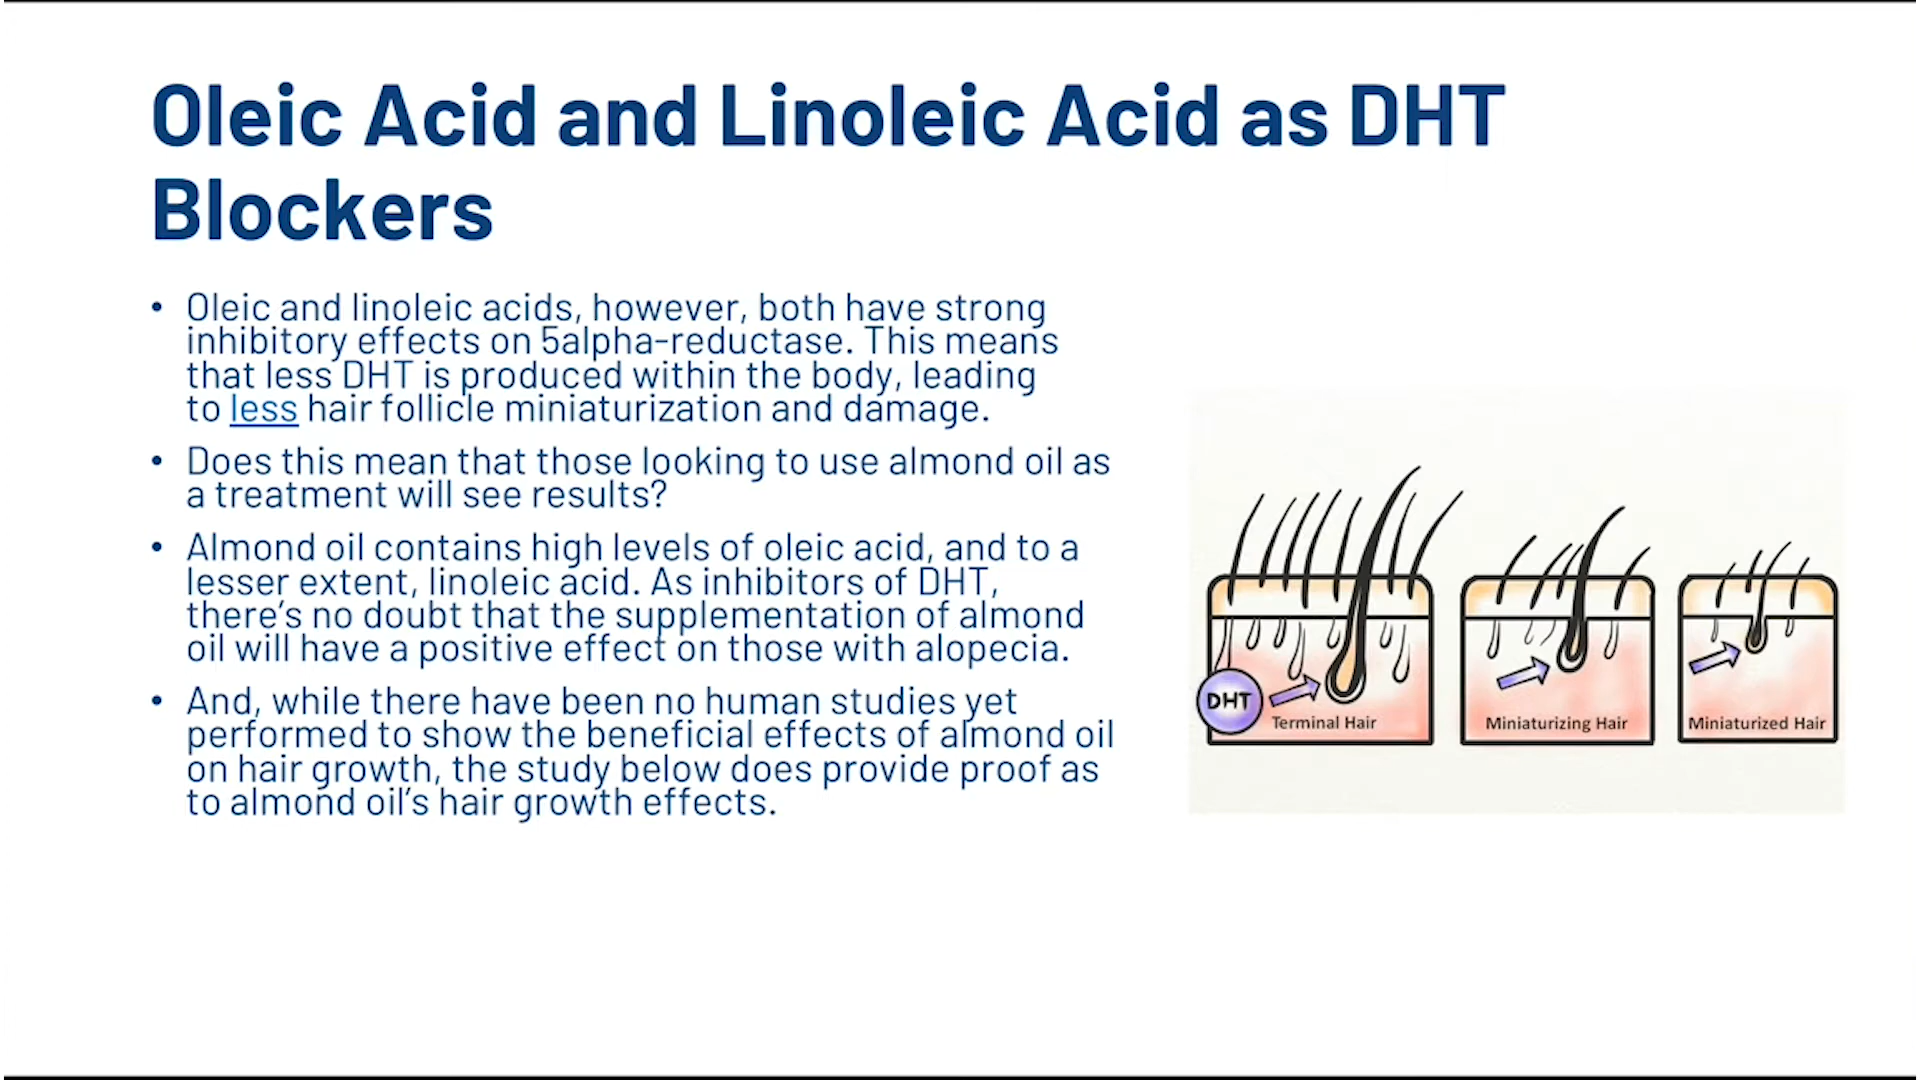 Oleic Acid and Linoleic Acid as DHT
Blockers
• Oleic and linoleic acids, however, both have strong
inhibitory effects on 5alpha-reductase. This means
that less DHT is produced within the body, leading
to less hair follicle miniaturization and damage.
• Does this mean that those looking to use almond oil as
a treatment will see results?
• Almond oil contains high levels of oleic acid, and to a
lesser extent, linoleic acid. As inhibitors of DHT,
there's no doubt that the supplementation of almond
oil will have a positive effect on those with alopecia.
• And, while there have been no human studies yet
performed to show the beneficial effects of almond oil
on hair growth, the study below does provide proof as
to almond oil's hair growth effects.
DHT
Terminal Hair
Miniaturizing Hair
Miniaturized Hair